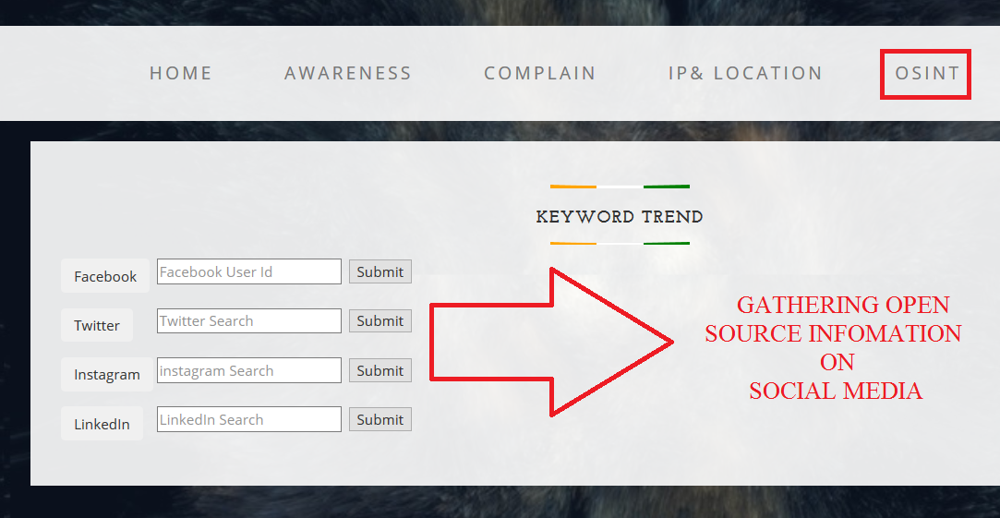 HOME AWARENESS COMPLAIN IP& LOCATION OSINT
KEYWORD TREND
Facebook Facebook User Id Submit
Twitter Twitter Search Submit
Instagram instagram Search Submit
LinkedIn LinkedIn Search Submit
GATHERING OPEN
SOURCE INFOMATION
ON
SOCIAL MEDIA